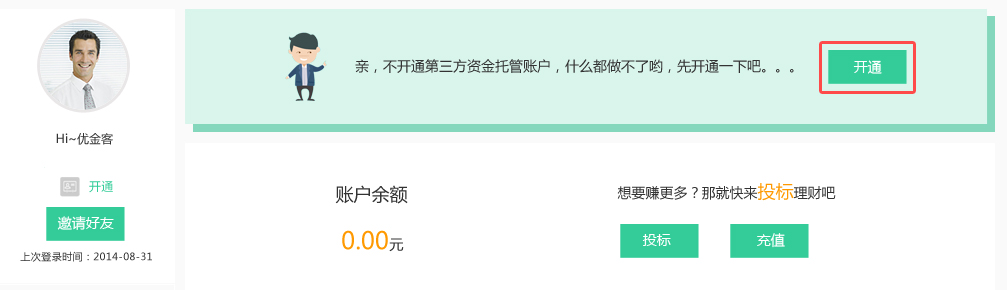 亲，不开通第三方资金托管账户，什么都做不了哟，先开通一下吧。。。
开通
Hi~优金客
开通
邀请好友
上次登录时间：2014-08-31
账户余额
0.00元
想要赚更多？那就快来投标理财吧
投标
充值